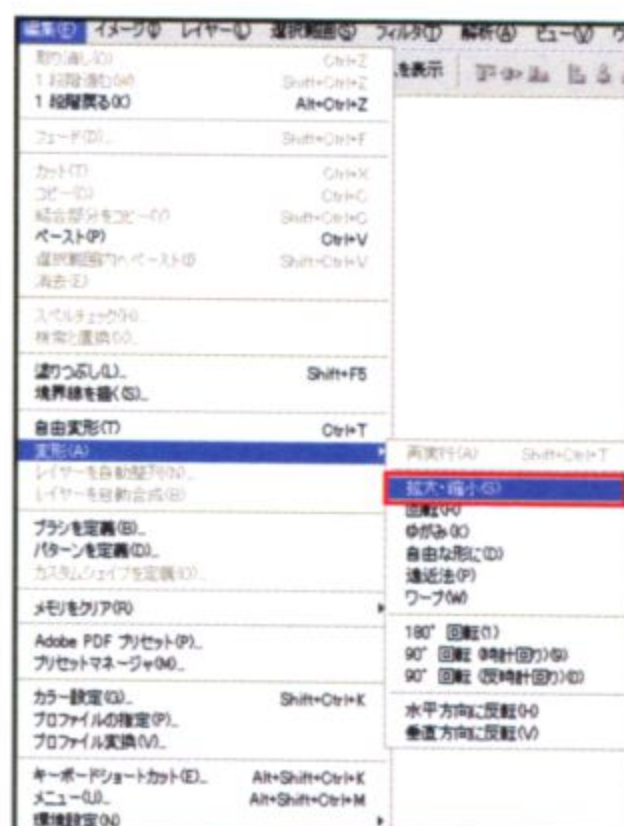 編集(E) イメージ(I) レイヤー(L) 選択範囲(S) フィルタ(T) 解析(A) ビュー(V)
を表示
取り消し(O) Ctrl+Z
1 段階進む(W) Shift+Ctrl+Z
1 段階戻る(K) Alt+Ctrl+Z
フェード(D)... Shift+Ctrl+F
カット(T) Ctrl+X
コピー(C) Ctrl+C
結合部分をコピー(Y) Shift+Ctrl+C
ペースト(P) Ctrl+V
選択範囲内へペースト(I) Shift+Ctrl+V
消去(E)
スペルチェック(H)...
検索と置換(X)...
塗りつぶし(L)... Shift+F5
境界線を描く(S)...
自由変形(T) Ctrl+T
変形(A)
レイヤーを自動整列(N)...
レイヤーを自動合成(B)
ブラシを定義(B)...
パターンを定義(D)...
カスタムシェイプを定義(O)...
メモリをクリア(R)
Adobe PDF プリセット(P)...
プリセットマネージャ(M)...
カラー設定(G)... Shift+Ctrl+K
プロファイルの指定(P)...
プロファイル変換(V)...
キーボードショートカット(E)... Alt+Shift+Ctrl+K
メニュー(U)... Alt+Shift+Ctrl+M
環境設定(N)
再実行(A) Shift+Ctrl+T
拡大・縮小(S)
回転(R)
ゆがみ(K)
自由な形に(D)
遠近法(P)
ワープ(W)
180° 回転(1)
90° 回転 (時計回り)(9)
90° 回転 (反時計回り)(0)
水平方向に反転(H)
垂直方向に反転(V)